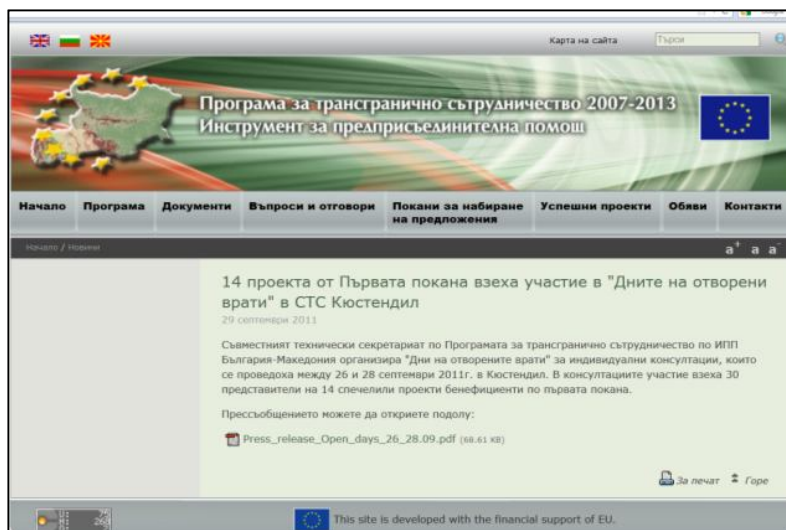 Карта на сайта
Търси
Програма за трансгранично сътрудничество 2007-2013
Инструмент за предприсъединителна помощ
Начало Програма Документи Въпроси и отговори Покани за набиране на предложения Успешни проекти Обяви Контакти
Начало / Новини
a+ a a-
14 проекта от Първата покана взеха участие в "Дните на отворени
врати" в СТС Кюстендил
29 септември 2011
Съвместният технически секретариат по Програмата за трансгранично сътрудничество по ИПП
България-Македония организира "Дни на отворените врати" за индивидуални консултации, които
се проведоха между 26 и 28 септември 2011г. в Кюстендил. В консултациите участие взеха 30
представители на 14 спечелили проекти бенефициенти по първата покана.
Прессъобщението можете да откриете подолу:
Press_release_Open_days_26_28.09.pdf (68.61 KB)
За печат Горе
This site is developed with the financial support of EU.